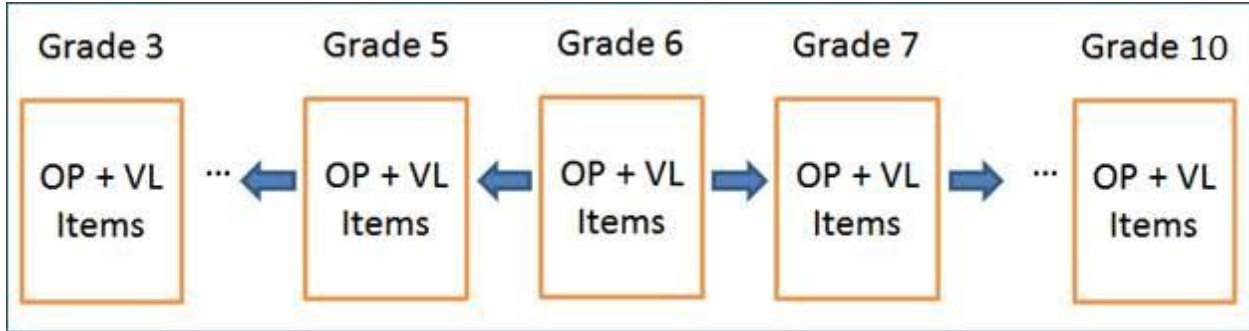 Grade 3
Grade 5
Grade 6
Grade 7
Grade 10
OP + VL
Items
...
OP + VL
Items
OP + VL
Items
OP + VL
Items
...
OP + VL
Items